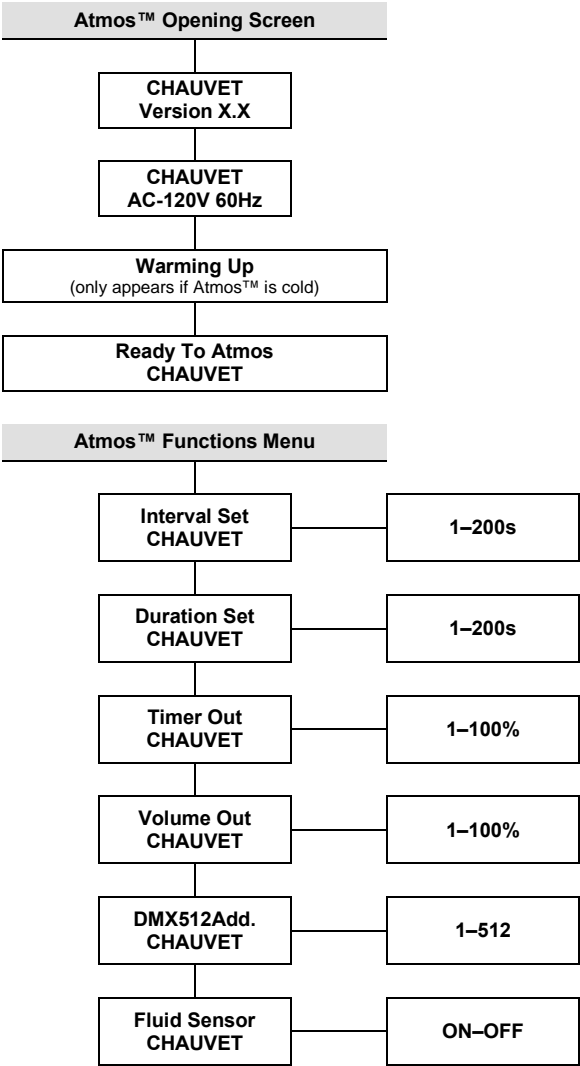 Atmos™ Opening Screen
CHAUVET
Version X.X
CHAUVET
AC-120V 60Hz
Warming Up
(only appears if Atmos™ is cold)
Ready To Atmos
CHAUVET
Atmos™ Functions Menu
Interval Set
CHAUVET
1–200s
Duration Set
CHAUVET
1–200s
Timer Out
CHAUVET
1–100%
Volume Out
CHAUVET
1–100%
DMX512Add.
CHAUVET
1–512
Fluid Sensor
CHAUVET
ON–OFF